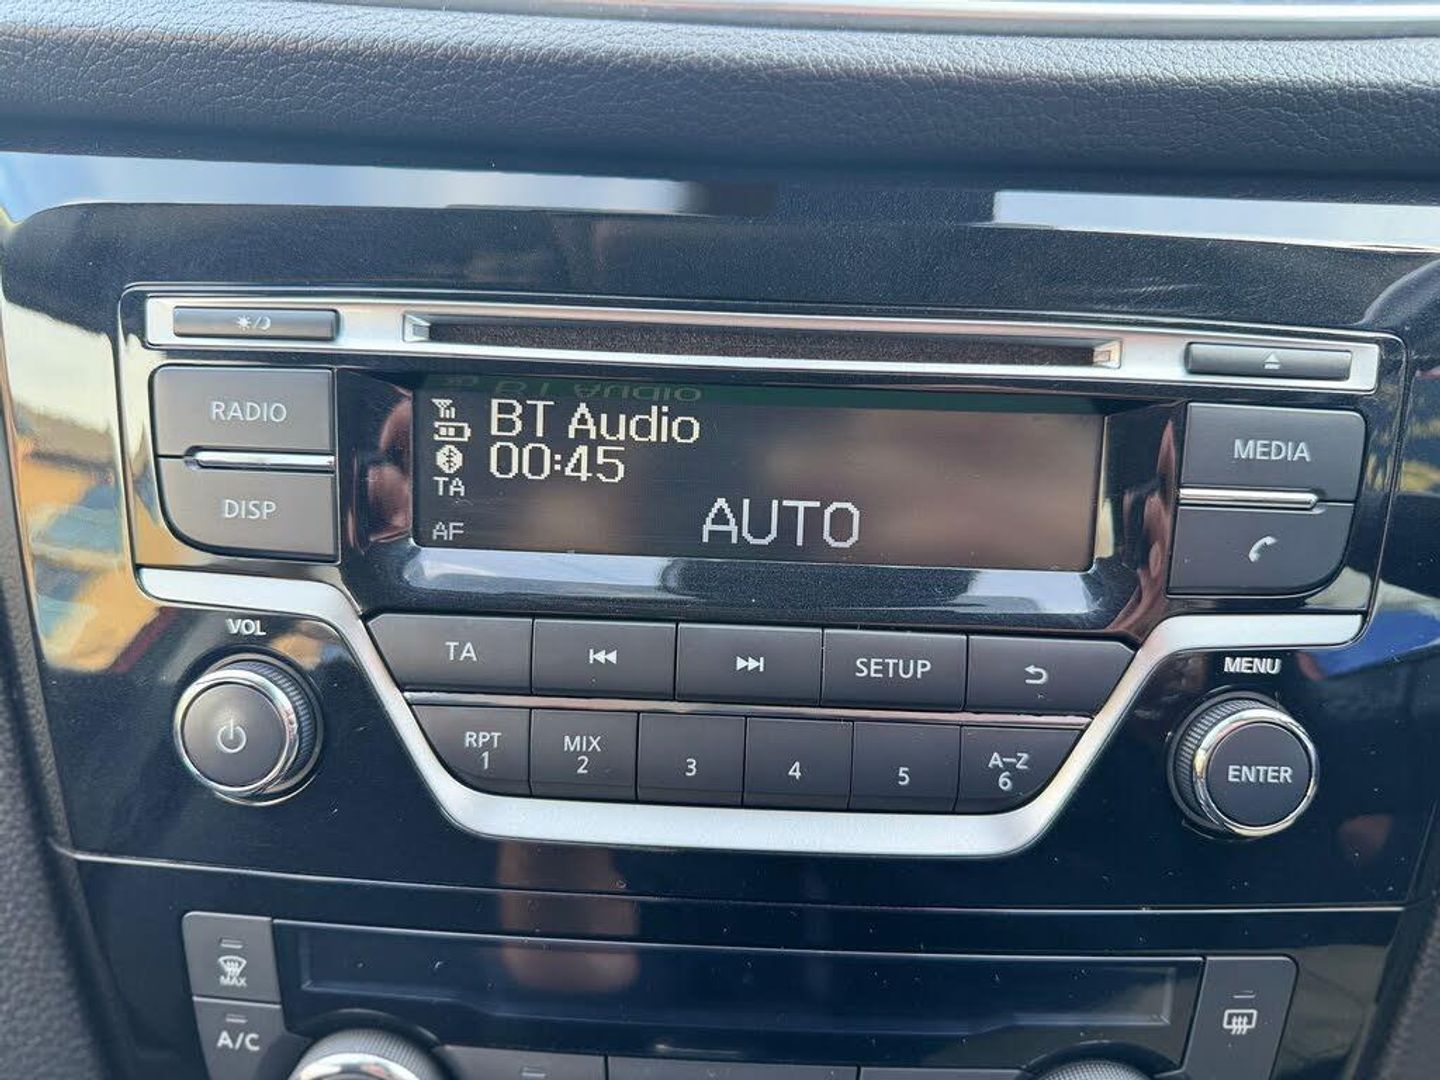 RADIO
DISP
BT Audio
00:45
TA
AF
AUTO
MEDIA
VOL
TA
SETUP
MENU
RPT
1
MIX
2
3
4
5
A–Z
6
ENTER
MAX
A/C